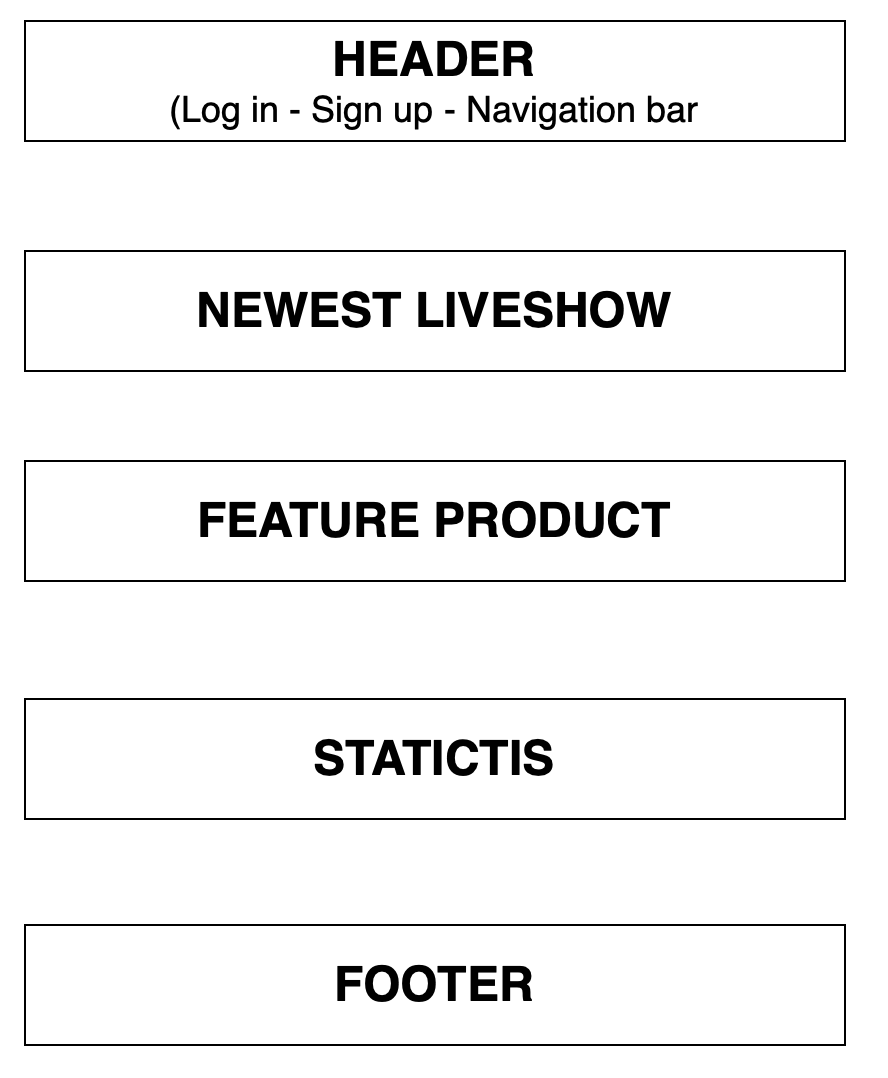 HEADER
(Log in - Sign up - Navigation bar
NEWEST LIVESHOW
FEATURE PRODUCT
STATICTIS
FOOTER